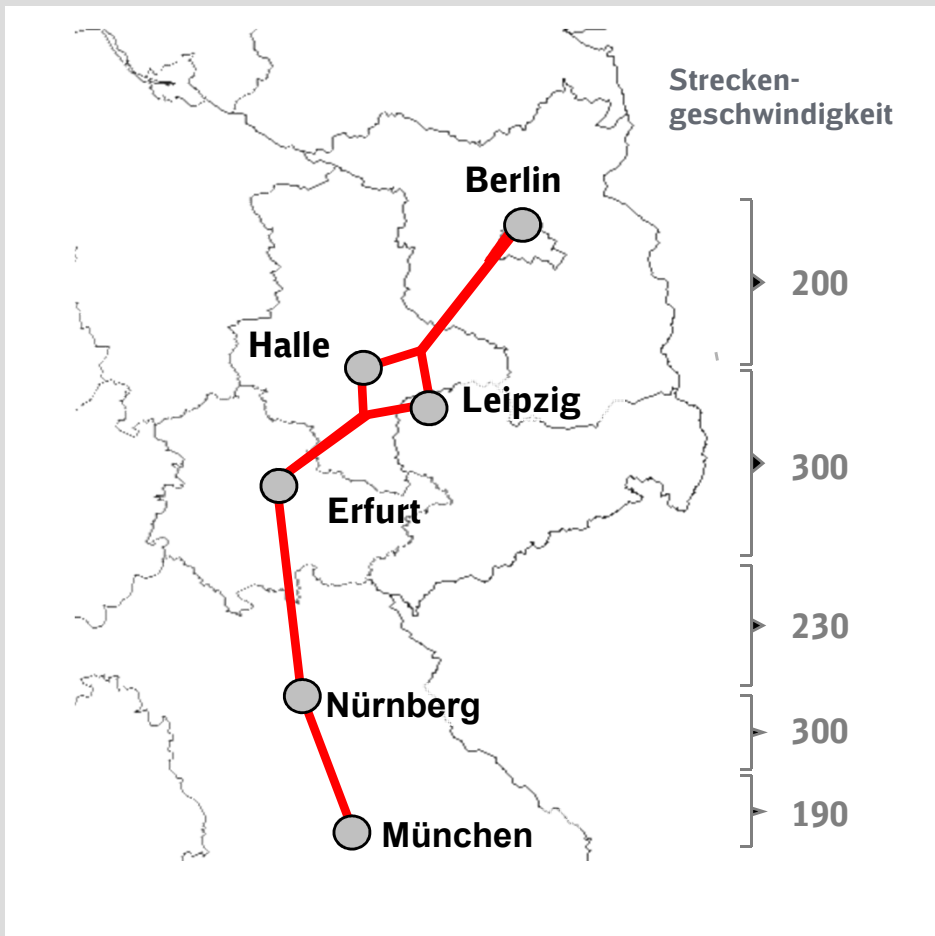 Strecken-
geschwindigkeit
Berlin
200
Halle
Leipzig
300
Erfurt
230
Nürnberg
300
190
München